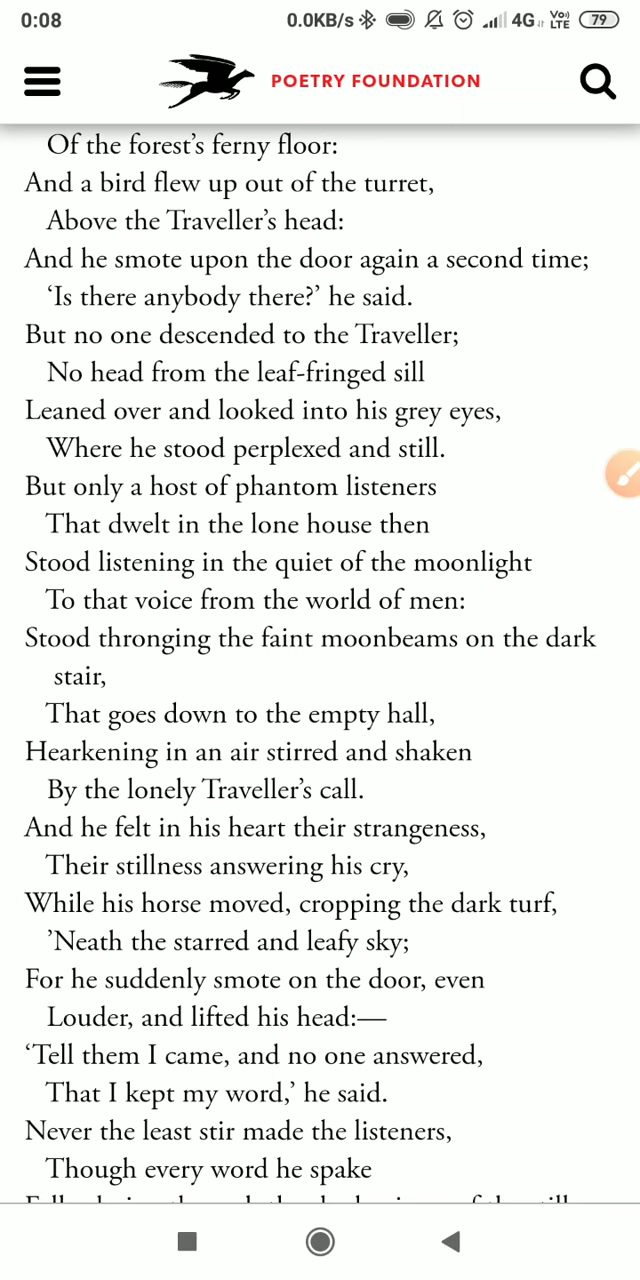 0:08 0.0KB/s 4G Vo) LTE 79
POETRY FOUNDATION
Of the forest’s ferny floor:
And a bird flew up out of the turret,
Above the Traveller’s head:
And he smote upon the door again a second time;
‘Is there anybody there?’ he said.
But no one descended to the Traveller;
No head from the leaf-fringed sill
Leaned over and looked into his grey eyes,
Where he stood perplexed and still.
But only a host of phantom listeners
That dwelt in the lone house then
Stood listening in the quiet of the moonlight
To that voice from the world of men:
Stood thronging the faint moonbeams on the dark
stair,
That goes down to the empty hall,
Hearkening in an air stirred and shaken
By the lonely Traveller’s call.
And he felt in his heart their strangeness,
Their stillness answering his cry,
While his horse moved, cropping the dark turf,
’Neath the starred and leafy sky;
For he suddenly smote on the door, even
Louder, and lifted his head:—
‘Tell them I came, and no one answered,
That I kept my word,’ he said.
Never the least stir made the listeners,
Though every word he spake